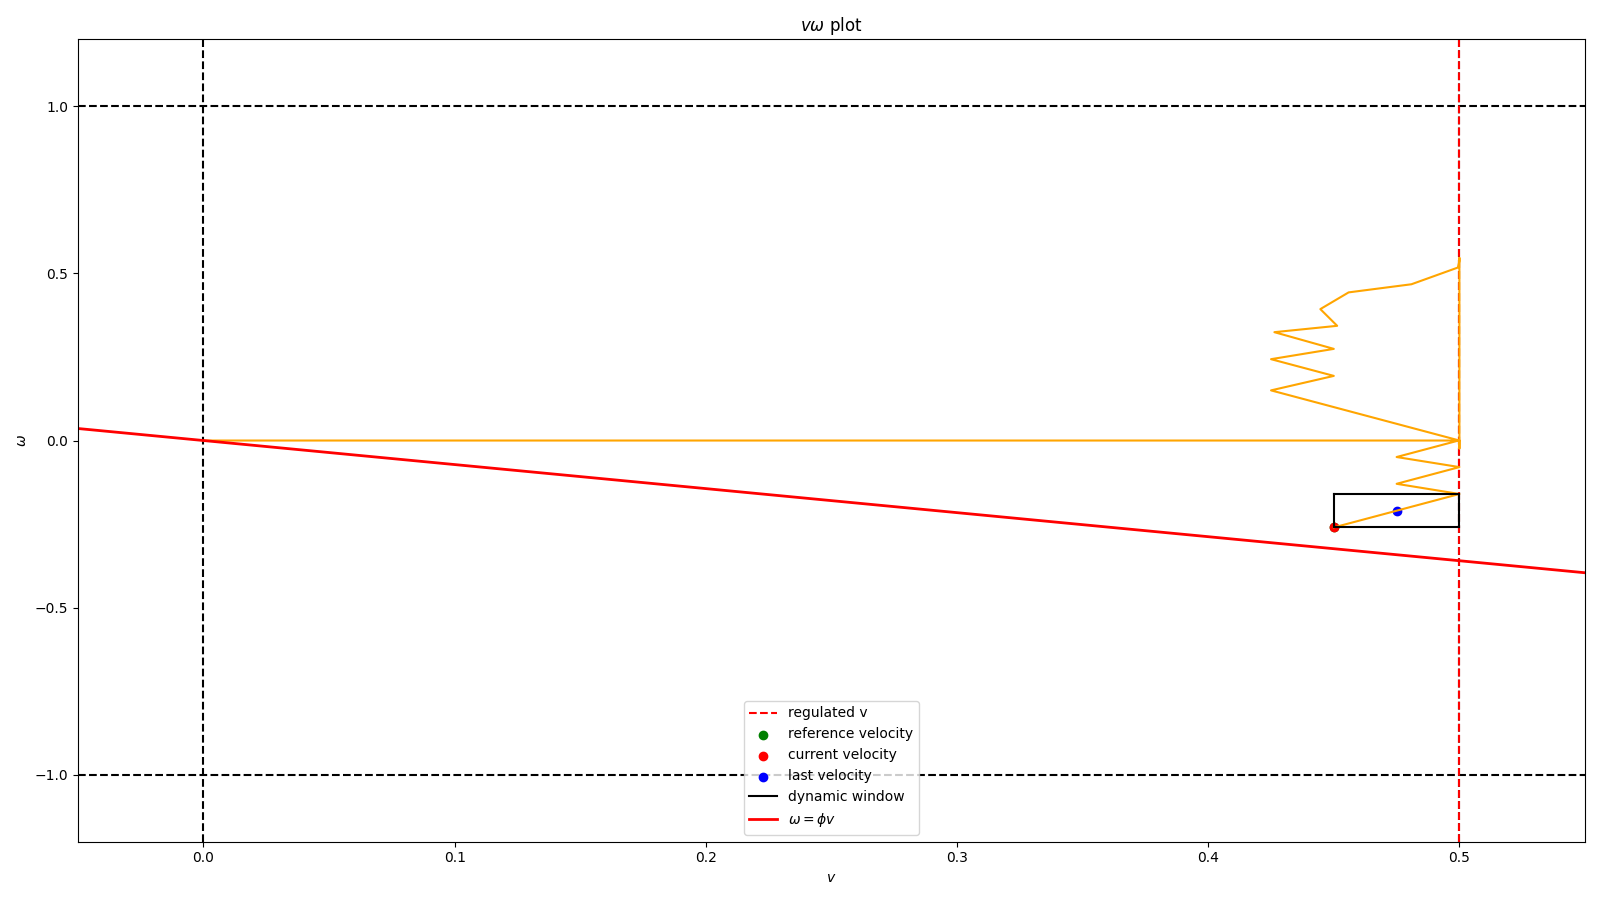 vω plot
1.0
0.5
0.0
−0.5
−1.0
ω
0.0
0.1
0.2
0.3
0.4
0.5
v
regulated v
reference velocity
current velocity
last velocity
dynamic window
ω = ϕv